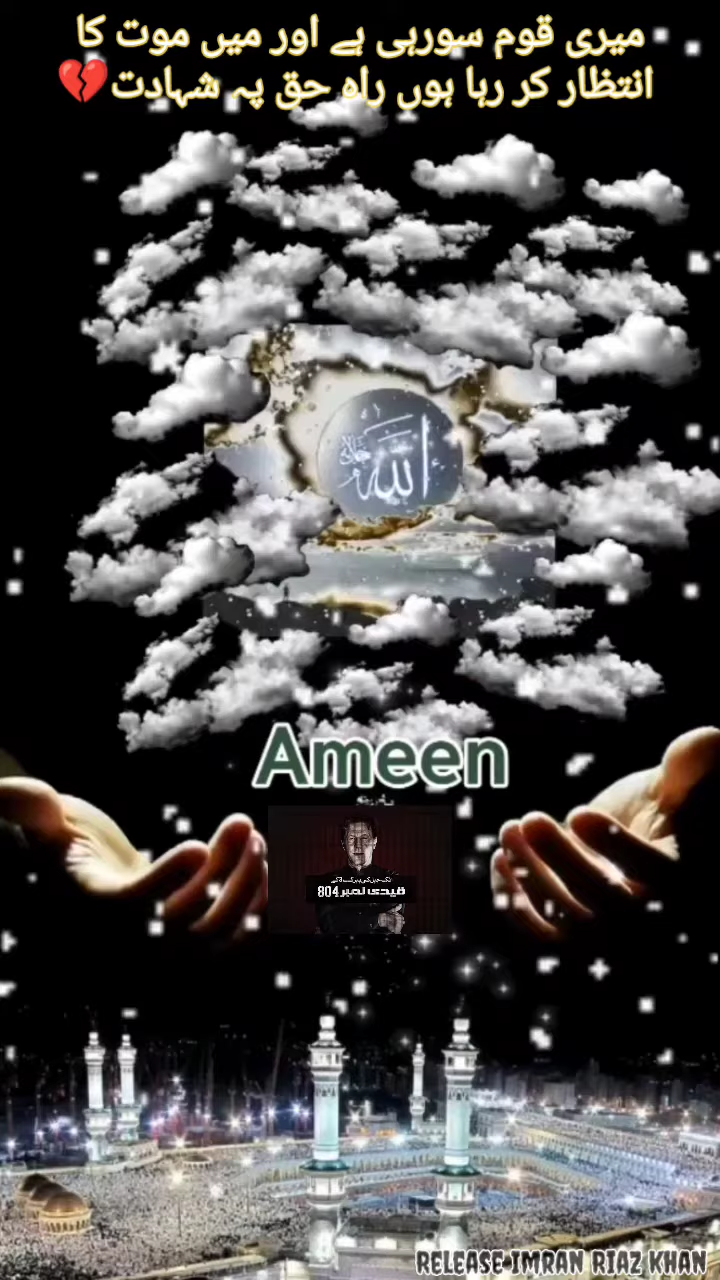 میری قوم سورہی ہے اور میں موت کا
انتظار کر رہا ہوں راہ حق پہ شہادت💔
الله
Ameen
قیدی نمبر 804
RELEASE IMRAN RIAZ KHAN